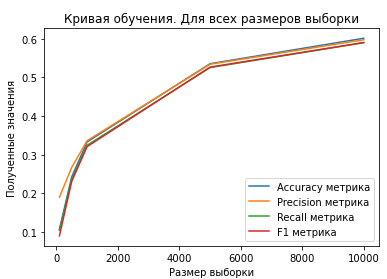 Кривая обучения. Для всех размеров выборки
Полученные значения
0.6
0.5
0.4
0.3
0.2
0.1
Accuracy метрика
Precision метрика
Recall метрика
F1 метрика
0 2000 4000 6000 8000 10000
Размер выборки